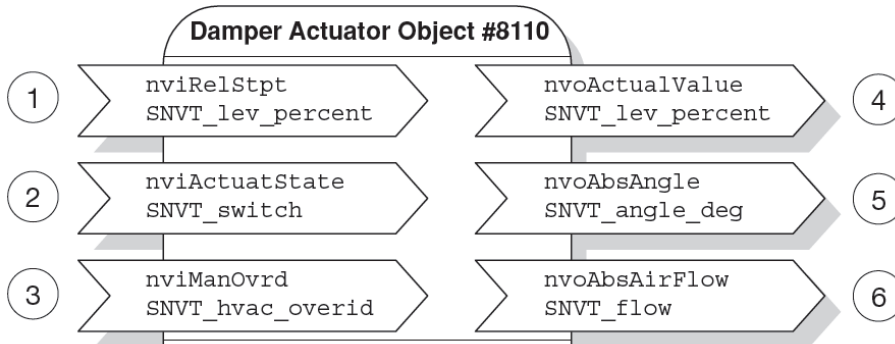 Damper Actuator Object #8110
1
nviRelStpt
SNVT_lev_percent
nvoActualValue
SNVT_lev_percent
4
2
nviActuatState
SNVT_switch
nvoAbsAngle
SNVT_angle_deg
5
3
nviManOvrd
SNVT_hvac_overid
nvoAbsAirFlow
SNVT_flow
6